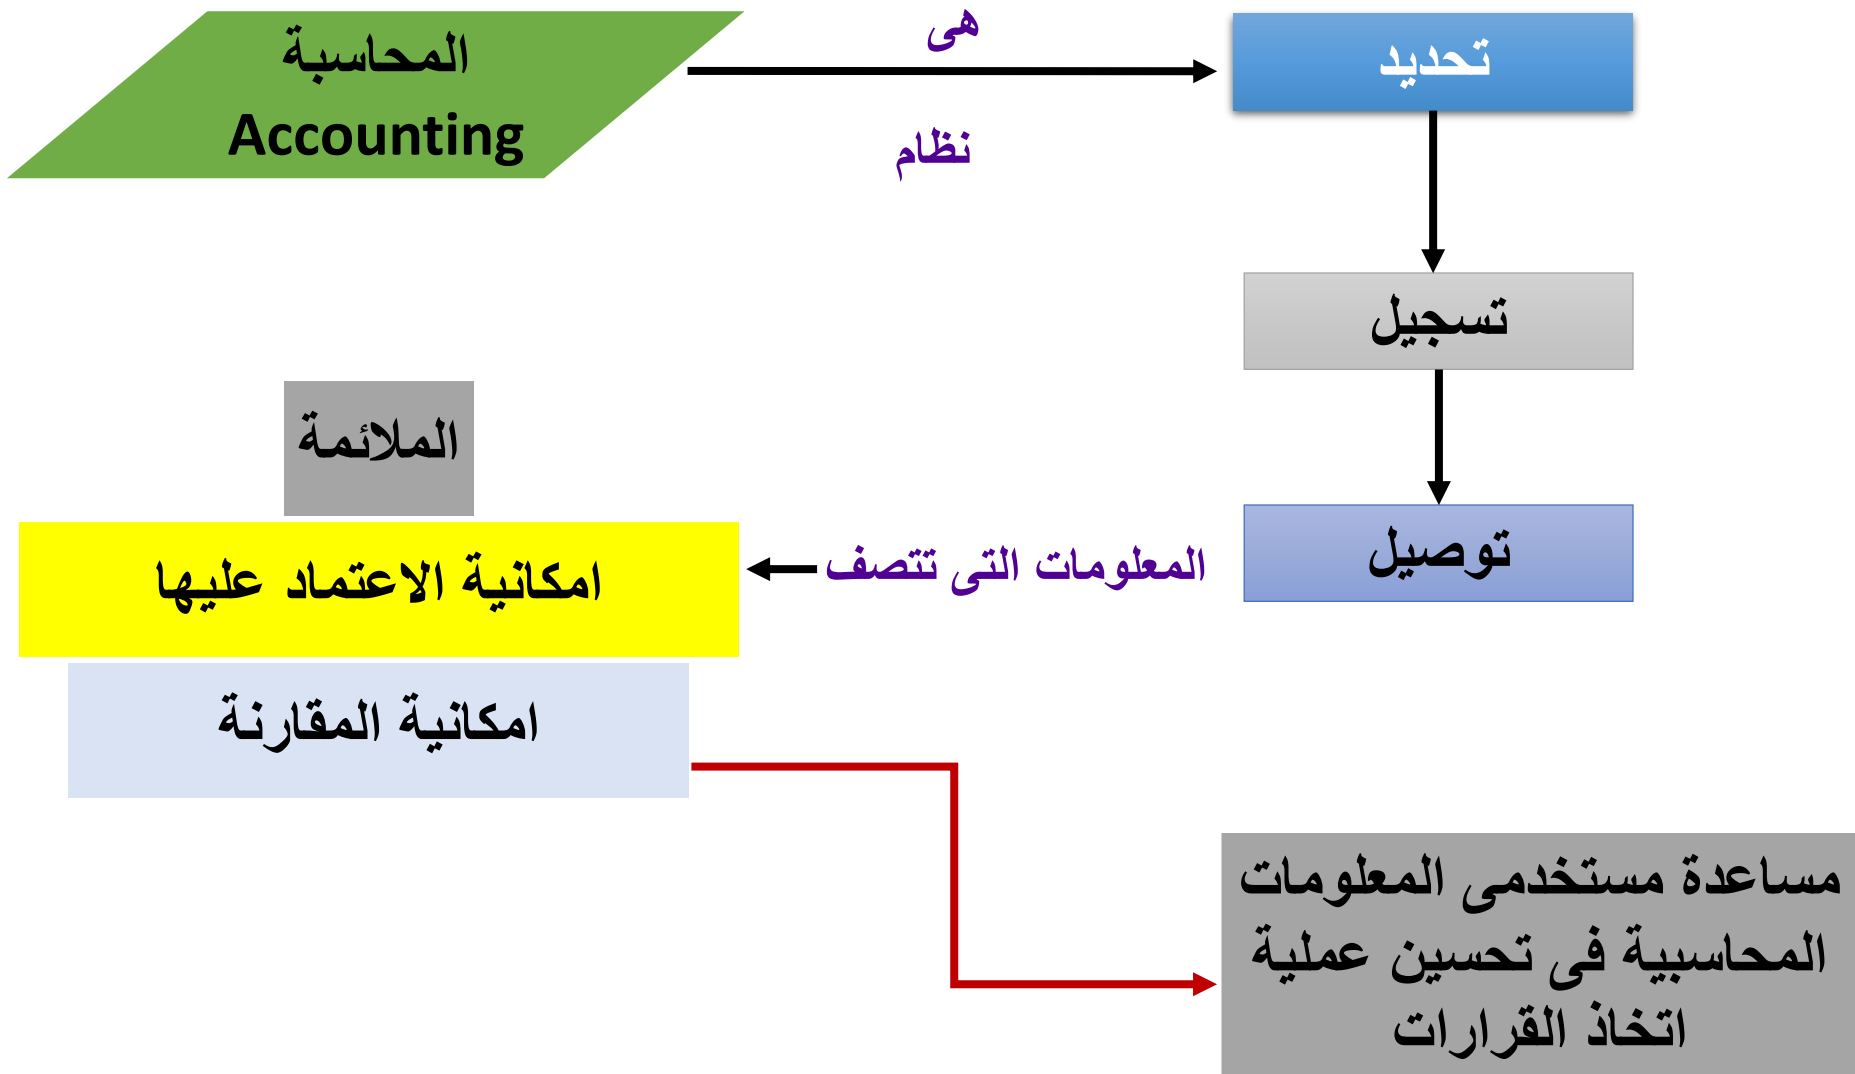 المحاسبة
Accounting
هى
نظام
تحديد
تسجيل
توصيل
المعلومات التى تتصف
الملائمة
امكانية الاعتماد عليها
امكانية المقارنة
مساعدة مستخدمى المعلومات
المحاسبية فى تحسين عملية
اتخاذ القرارات